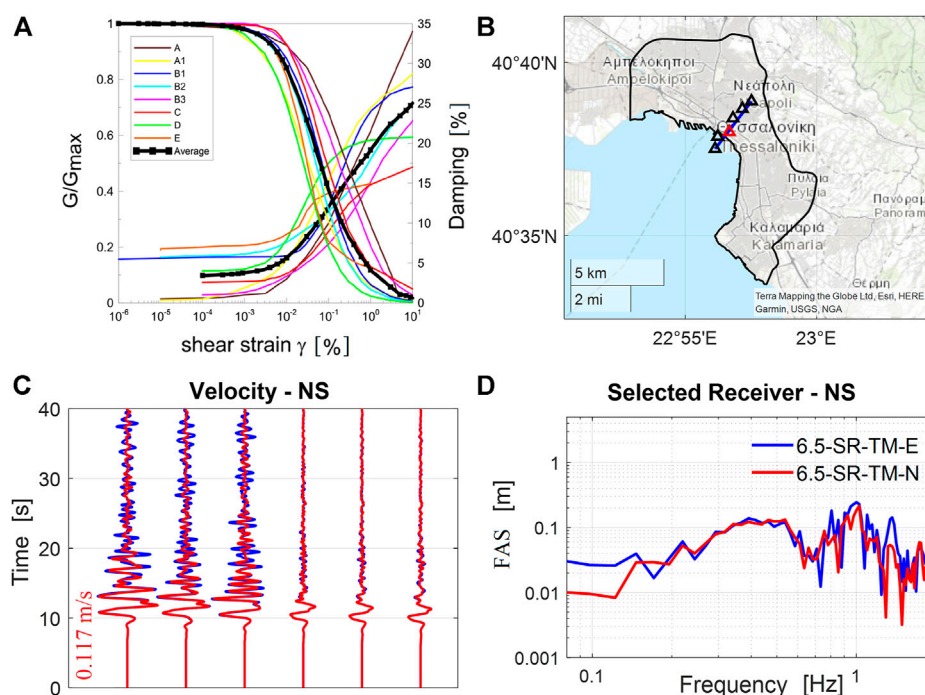 A
G/Gmax
1
0.8
0.6
0.4
0.2
0
A
A1
B1
B2
B3
C
D
E
Average
35
30
25
20
15
10
5
0
Damping [%]
10-6
10-5
10-4
10-3
10-2
10-1
100
101
shear strain γ [%]
B
40°40'N
40°35'N
Αμπελόκηποι
Ampelokipoi
Νεάπολη
Θεσσαλονίκη
Thessaloniki
Πυλαία
Pylaia
Πανόραμ
Panoram
Καλαμαριά
Kalamaria
Θέρμη
5 km
2 mi
Terra Mapping the Globe Ltd, Esri, HERE
Garmin, USGS, NGA
22°55'E
23°E
C
Velocity - NS
Time [s]
40
30
20
10
0
0.117 m/s
D
Selected Receiver - NS
FAS [m]
1
0.1
0.01
0.001
6.5-SR-TM-E
6.5-SR-TM-N
0.1
1
Frequency [Hz]